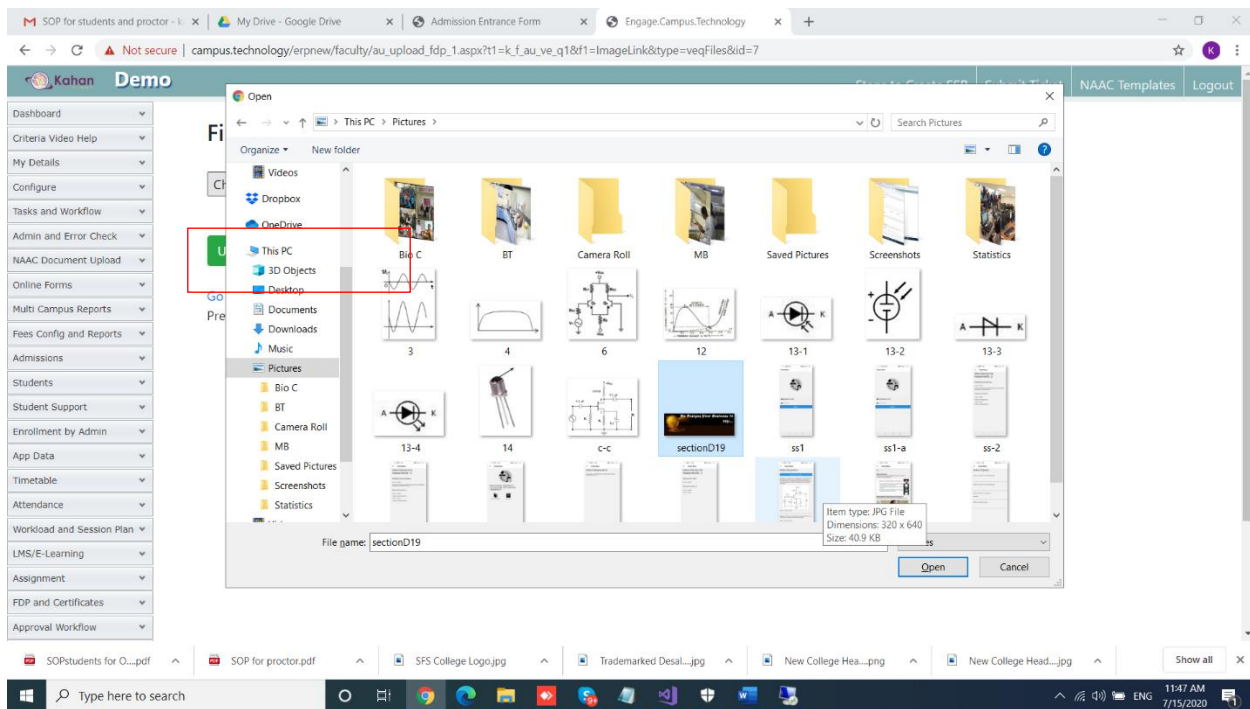 SOP for students and proctor - k
My Drive - Google Drive
Admission Entrance Form
Engage.Campus.Technology
Not secure | campus.technology/erpnew/faculty/au_upload_fdp_1.aspx?t1=k_f_au_ve_q1&f1=ImageLink&type=veqFiles&id=7
K
Kahan Demo
NAAC Templates
Logout
Dashboard
Criteria Video Help
My Details
Configure
Tasks and Workflow
Admin and Error Check
NAAC Document Upload
Online Forms
Multi Campus Reports
Fees Config and Reports
Admissions
Students
Student Support
Enrollment by Admin
App Data
Timetable
Attendance
Workload and Session Plan
LMS/E-Learning
Assignment
FDP and Certificates
Approval Workflow
Fi
Ch
U
Go
Pre
Open
This PC > Pictures >
Search Pictures
Organize
New folder
Videos
Dropbox
OneDrive
This PC
3D Objects
Desktop
Documents
Downloads
Music
Pictures
Bio C
BT
Camera Roll
MB
Saved Pictures
Screenshots
Statistics
Bio C
BT
Camera Roll
MB
Saved Pictures
Screenshots
Statistics
3
4
6
12
A K
13-1
13-2
A K
13-3
A K
13-4
14
c-c
sectionD19
ss1
ss1-a
ss-2
Item type: JPG File
Dimensions: 320 x 640
Size: 40.9 KB
File name: sectionD19
Open
Cancel
SOPstudents for O....pdf
SOP for proctor.pdf
SFS College Logo.jpg
Trademarked Desal....jpg
New College Hea....png
New College Head....jpg
Show all
Type here to search
ENG
11:47 AM
7/15/2020